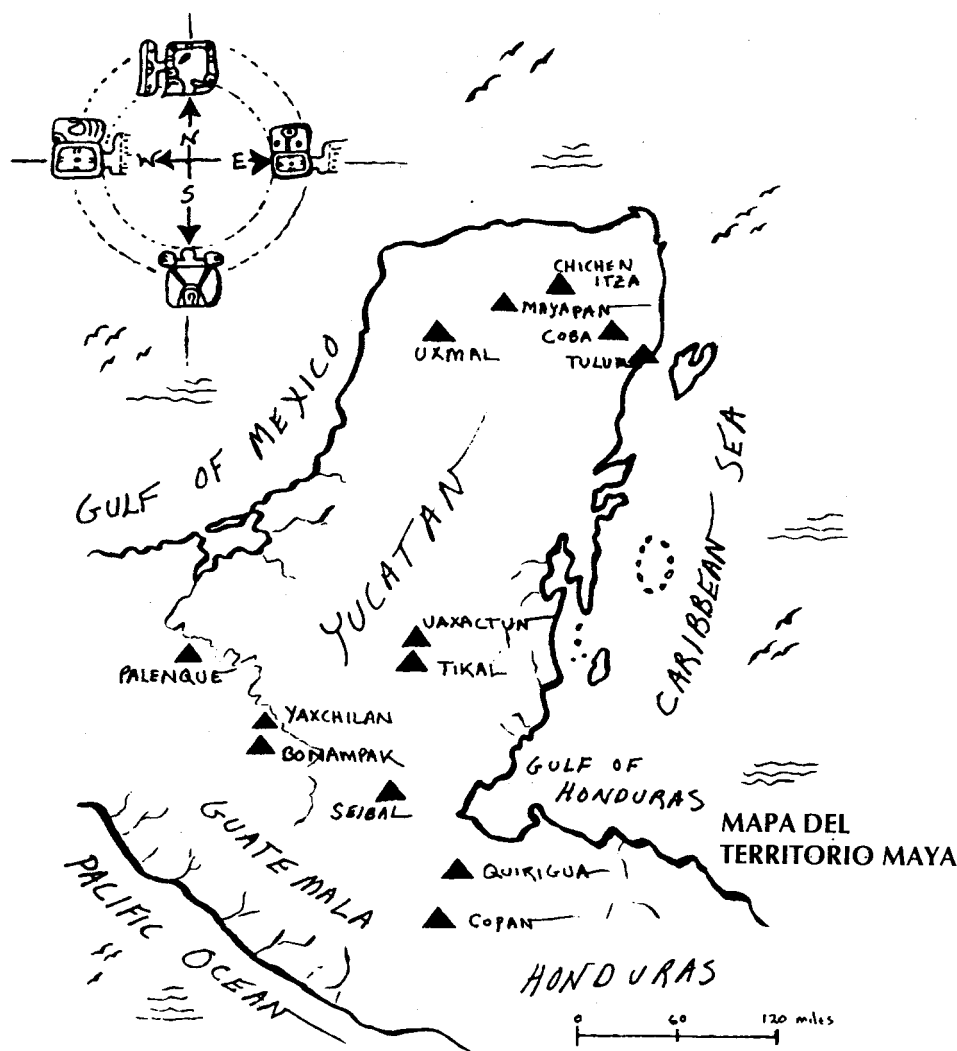 N
W E
S
CHICHEN
ITZA
MAYAPAN
COBA
UXMAL
TULUM
GULF OF MEXICO
YUCATAN
CARIBBEAN SEA
UAXACTUN
TIKAL
PALENQUE
YAXCHILAN
BONAMPAK
SEIBAL
GULF OF
HONDURAS
MAPA DEL
TERRITORIO MAYA
GUATEMALA
QUIRIGUA
COPAN
PACIFIC OCEAN
HONDURAS
0 60 120 miles